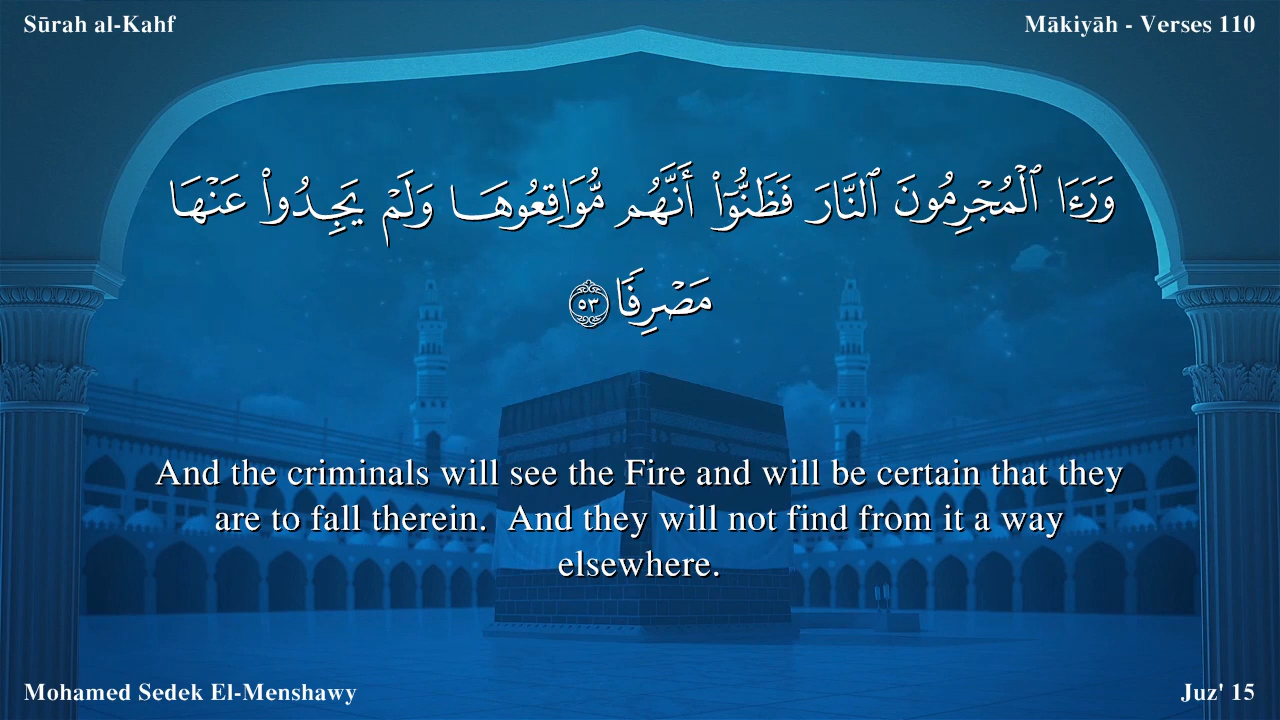 Sūrah al-Kahf
Mākiyāh - Verses 110
وَرَءَا ٱلْمُجْرِمُونَ ٱلنَّارَ فَظَنُّوٓا۟ أَنَّهُم مُّوَاقِعُوهَا وَلَمْ يَجِدُوا۟ عَنْهَا
مَصْرِفًا ٥٣
And the criminals will see the Fire and will be certain that they
are to fall therein.  And they will not find from it a way
elsewhere.
Mohamed Sedek El-Menshawy
Juz' 15